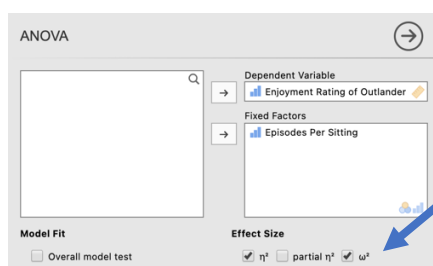 ANOVA
Dependent Variable
Enjoyment Rating of Outlander
Fixed Factors
Episodes Per Sitting
Model Fit
Effect Size
Overall model test
η² partial η² ω²